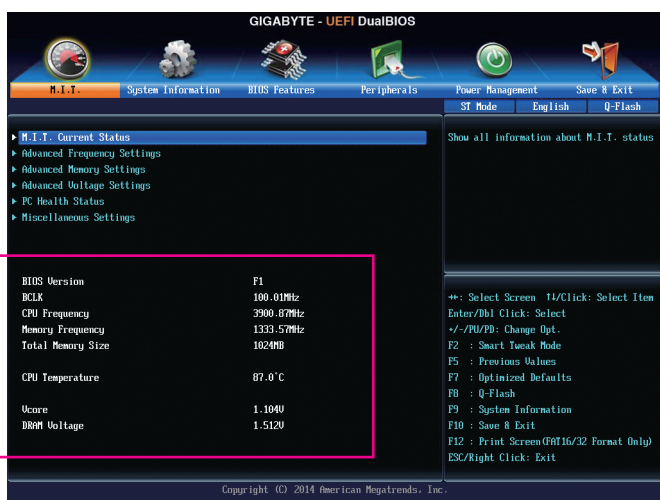 GIGABYTE - UEFI DualBIOS
M.I.T.
System Information
BIOS Features
Peripherals
Power Management
Save & Exit
ST Mode
English
Q-Flash
M.I.T. Current Status
Advanced Frequency Settings
Advanced Memory Settings
Advanced Voltage Settings
PC Health Status
Miscellaneous Settings
Show all information about M.I.T. status
BIOS Version F1
BCLK 100.01MHz
CPU Frequency 3900.87MHz
Memory Frequency 1333.57MHz
Total Memory Size 1024MB
CPU Temperature 87.0°C
Vcore 1.104V
DRAM Voltage 1.512V
→←: Select Screen ↑↓/Click: Select Item
Enter/Dbl Click: Select
+/-/PU/PD: Change Opt.
F2 : Smart Tweak Mode
F5 : Previous Values
F7 : Optimized Defaults
F8 : Q-Flash
F9 : System Information
F10 : Save & Exit
F12 : Print Screen(FAT16/32 Format Only)
ESC/Right Click: Exit
Copyright (C) 2014 American Megatrends, Inc.